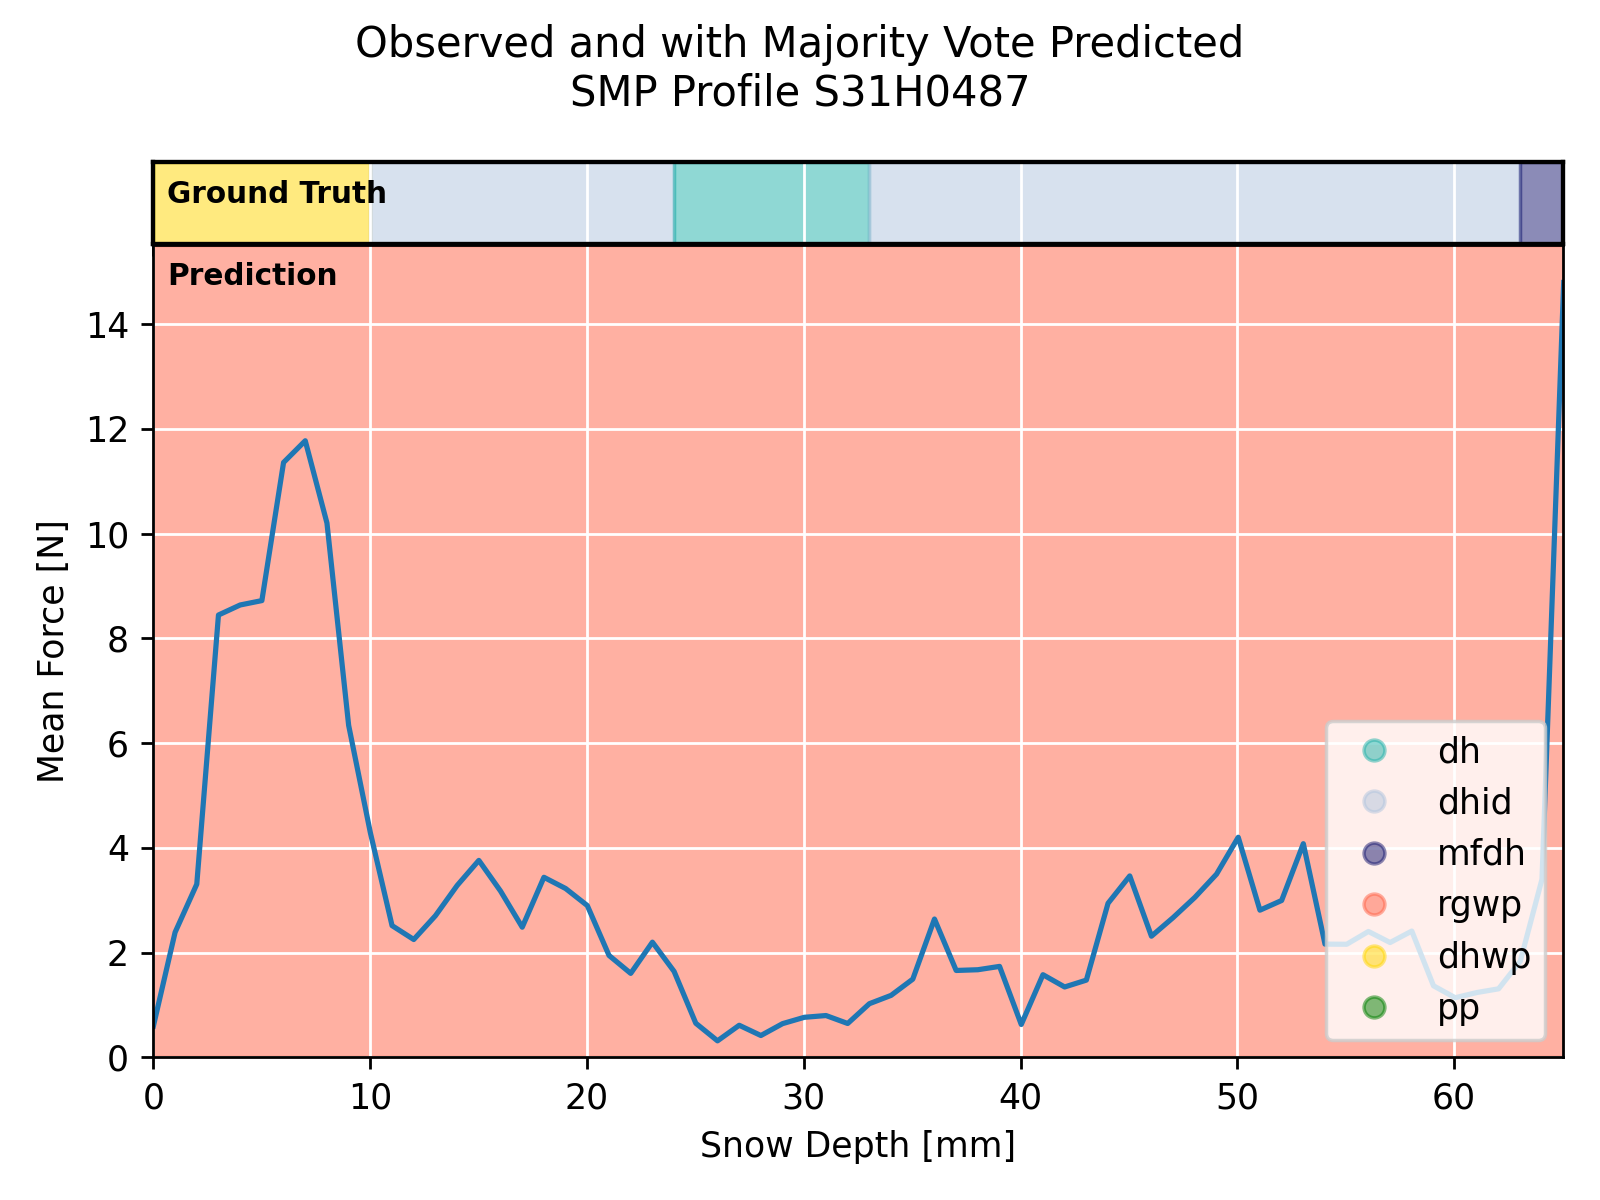 Observed and with Majority Vote Predicted
SMP Profile S31H0487
Ground Truth
Prediction
14
12
10
8
6
4
2
0
Mean Force [N]
dh
dhid
mfdh
rgwp
dhwp
pp
0 10 20 30 40 50 60
Snow Depth [mm]